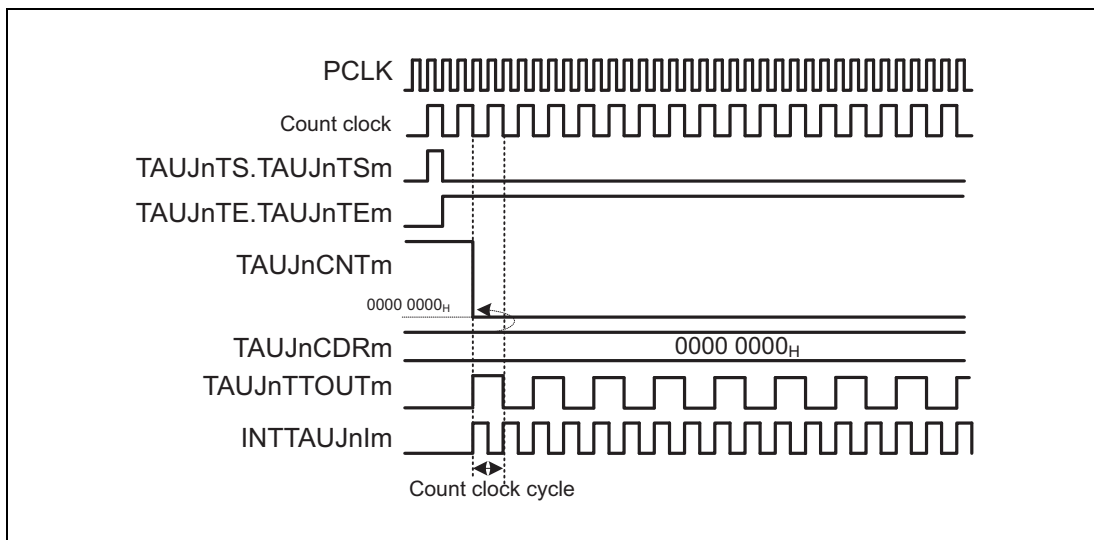 PCLK
Count clock
TAUJnTS.TAUJnTSm
TAUJnTE.TAUJnTEm
TAUJnCNTm
0000 0000H
TAUJnCDRm
0000 0000H
TAUJnTTOUTm
INTTAUJnIm
Count clock cycle